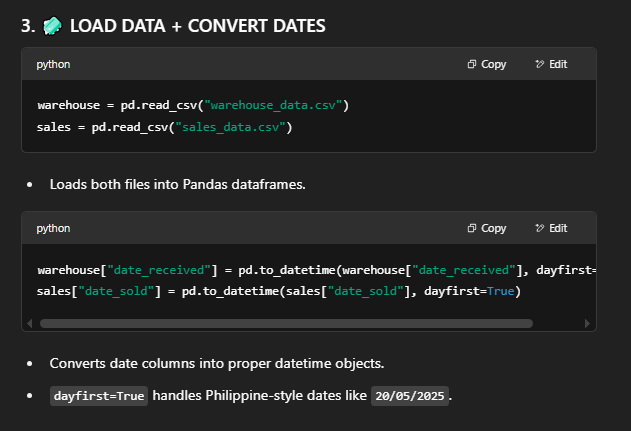 3. LOAD DATA + CONVERT DATES
python Copy Edit
warehouse = pd.read_csv("warehouse_data.csv")
sales = pd.read_csv("sales_data.csv")
• Loads both files into Pandas dataframes.
python Copy Edit
warehouse["date_received"] = pd.to_datetime(warehouse["date_received"], dayfirst=
sales["date_sold"] = pd.to_datetime(sales["date_sold"], dayfirst=True)
• Converts date columns into proper datetime objects.
• dayfirst=True handles Philippine-style dates like 20/05/2025.